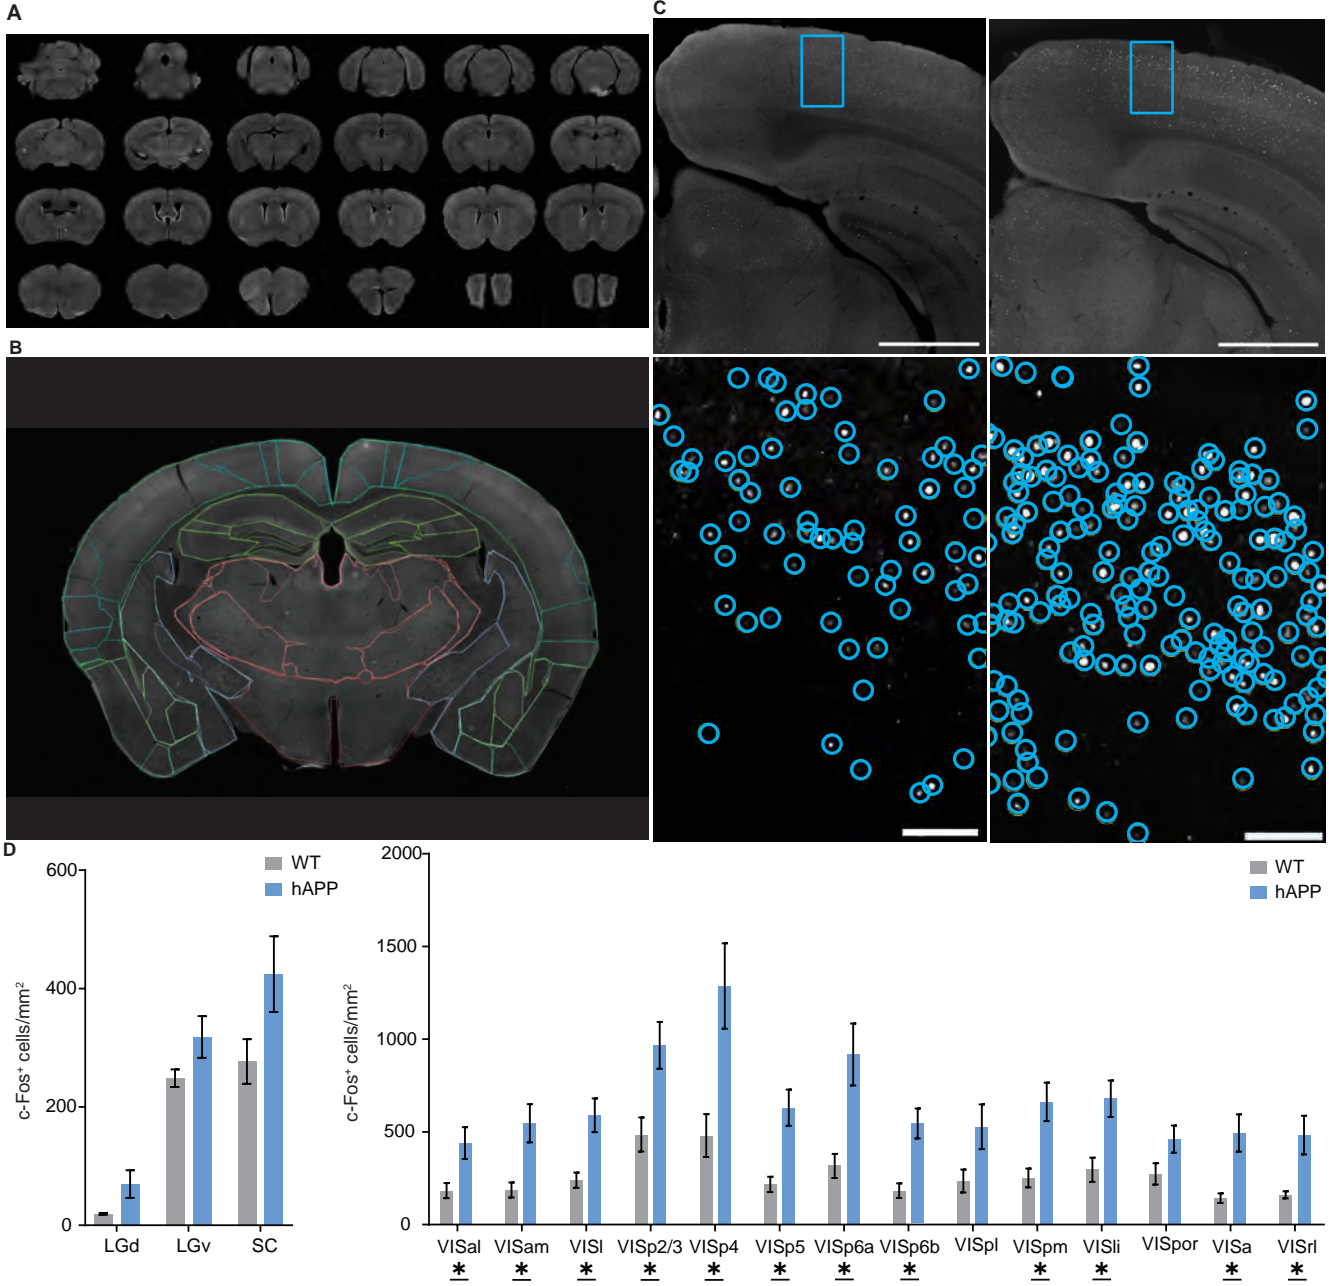 A
B
C
D
600
400
200
0
c-Fos⁺ cells/mm²
WT
hAPP
LGd
LGv
SC
2000
1500
1000
500
0
c-Fos⁺ cells/mm²
WT
hAPP
VISal VISam VISl VISp2/3 VISp4 VISp5 VISp6a VISp6b VISpl VISpm VISli VISpor VISa VISrl
* * * * * * * * * * * *